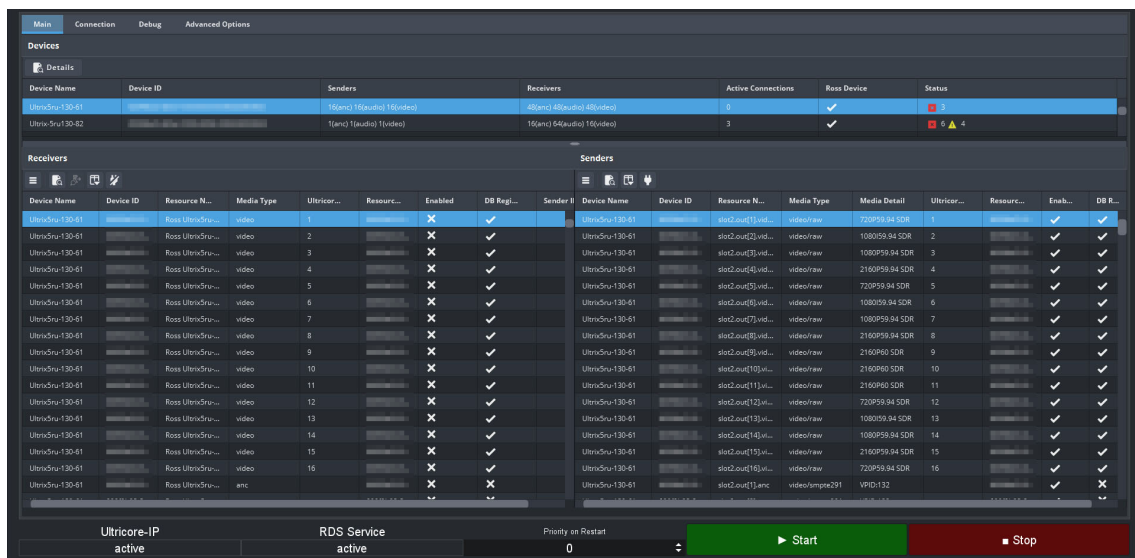 Main Connection Debug Advanced Options
Devices
Details
Device Name Device ID Senders Receivers Active Connections Ross Device Status
Ultrix5ru-130-61 16(anc) 16(audio) 16(video) 48(anc) 48(audio) 48(video) 0 3
Ultrix-5ru130-82 1(anc) 1(audio) 1(video) 16(anc) 64(audio) 16(video) 3 6 4
Receivers
Device Name Device ID Resource N... Media Type Ultricor... Resourc... Enabled DB Regi... Sender I
Ultrix5ru-130-61 Ross Ultrix5ru-... video 1
Ultrix5ru-130-61 Ross Ultrix5ru-... video 2
Ultrix5ru-130-61 Ross Ultrix5ru-... video 3
Ultrix5ru-130-61 Ross Ultrix5ru-... video 4
Ultrix5ru-130-61 Ross Ultrix5ru-... video 5
Ultrix5ru-130-61 Ross Ultrix5ru-... video 6
Ultrix5ru-130-61 Ross Ultrix5ru-... video 7
Ultrix5ru-130-61 Ross Ultrix5ru-... video 8
Ultrix5ru-130-61 Ross Ultrix5ru-... video 9
Ultrix5ru-130-61 Ross Ultrix5ru-... video 10
Ultrix5ru-130-61 Ross Ultrix5ru-... video 11
Ultrix5ru-130-61 Ross Ultrix5ru-... video 12
Ultrix5ru-130-61 Ross Ultrix5ru-... video 13
Ultrix5ru-130-61 Ross Ultrix5ru-... video 14
Ultrix5ru-130-61 Ross Ultrix5ru-... video 15
Ultrix5ru-130-61 Ross Ultrix5ru-... video 16
Ultrix5ru-130-61 Ross Ultrix5ru-... anc
Senders
Device Name Device ID Resource N... Media Type Media Detail Ultricor... Resourc... Enab... DB R...
Ultrix5ru-130-61 slot2.out[1].vid... video/raw 720P59.94 SDR 1
Ultrix5ru-130-61 slot2.out[2].vid... video/raw 1080I59.94 SDR 2
Ultrix5ru-130-61 slot2.out[3].vid... video/raw 1080P59.94 SDR 3
Ultrix5ru-130-61 slot2.out[4].vid... video/raw 2160P59.94 SDR 4
Ultrix5ru-130-61 slot2.out[5].vid... video/raw 720P59.94 SDR 5
Ultrix5ru-130-61 slot2.out[6].vid... video/raw 1080I59.94 SDR 6
Ultrix5ru-130-61 slot2.out[7].vid... video/raw 1080P59.94 SDR 7
Ultrix5ru-130-61 slot2.out[8].vid... video/raw 2160P59.94 SDR 8
Ultrix5ru-130-61 slot2.out[9].vid... video/raw 2160P60 SDR 9
Ultrix5ru-130-61 slot2.out[10].vi... video/raw 2160P60 SDR 10
Ultrix5ru-130-61 slot2.out[11].vi... video/raw 2160P60 SDR 11
Ultrix5ru-130-61 slot2.out[12].vi... video/raw 720P59.94 SDR 12
Ultrix5ru-130-61 slot2.out[13].vi... video/raw 1080I59.94 SDR 13
Ultrix5ru-130-61 slot2.out[14].vi... video/raw 1080P59.94 SDR 14
Ultrix5ru-130-61 slot2.out[15].vi... video/raw 2160P59.94 SDR 15
Ultrix5ru-130-61 slot2.out[16].vi... video/raw 720P59.94 SDR 16
Ultrix5ru-130-61 slot2.out[1].anc video/smpte291 VPID:132
Ultricore-IP RDS Service Priority on Restart
active active 0
Start Stop